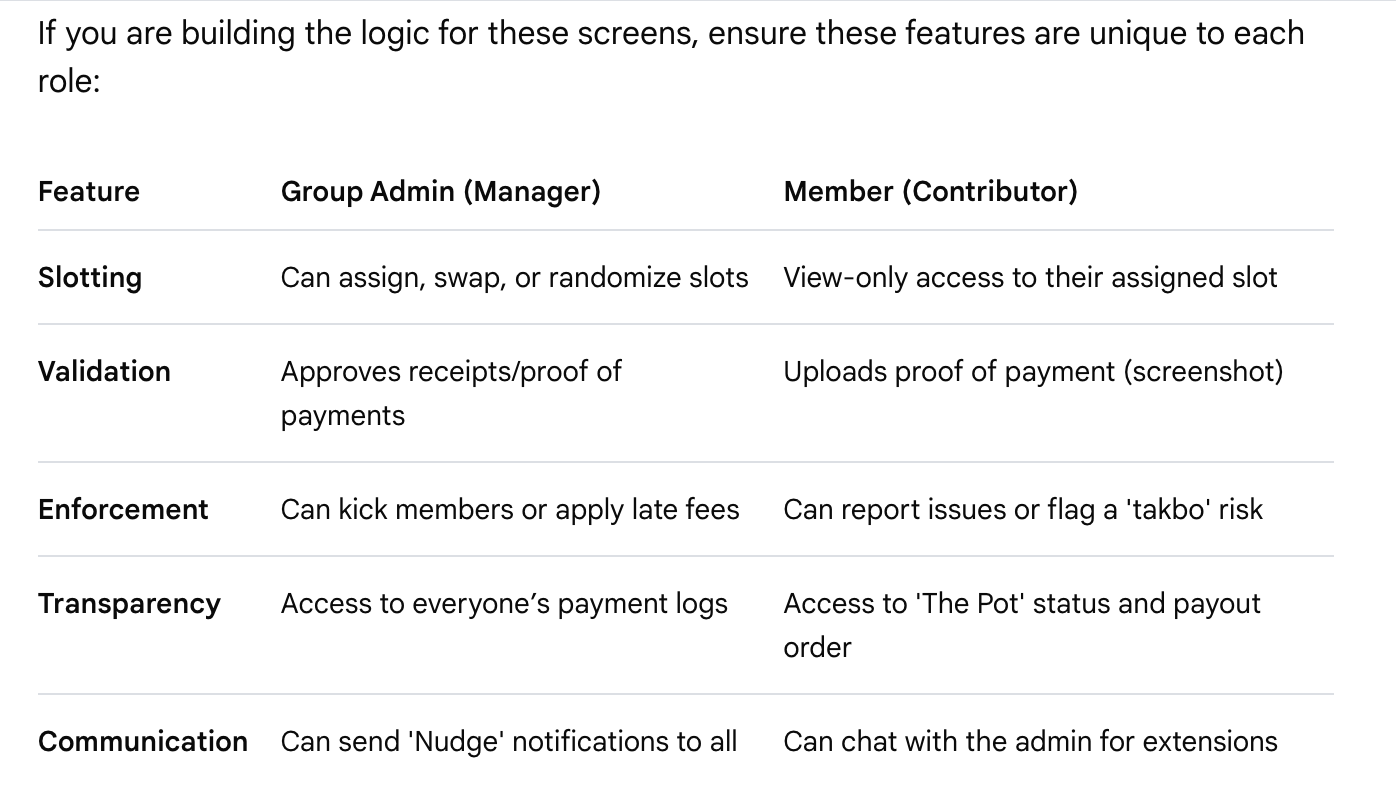 If you are building the logic for these screens, ensure these features are unique to each
role:
Feature Group Admin (Manager) Member (Contributor)
Slotting Can assign, swap, or randomize slots View-only access to their assigned slot
Validation Approves receipts/proof of payments Uploads proof of payment (screenshot)
Enforcement Can kick members or apply late fees Can report issues or flag a 'takbo' risk
Transparency Access to everyone’s payment logs Access to 'The Pot' status and payout order
Communication Can send 'Nudge' notifications to all Can chat with the admin for extensions